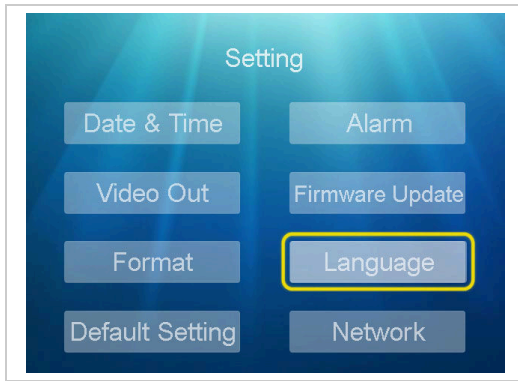 Setting
Date & Time
Alarm
Video Out
Firmware Update
Format
Language
Default Setting
Network